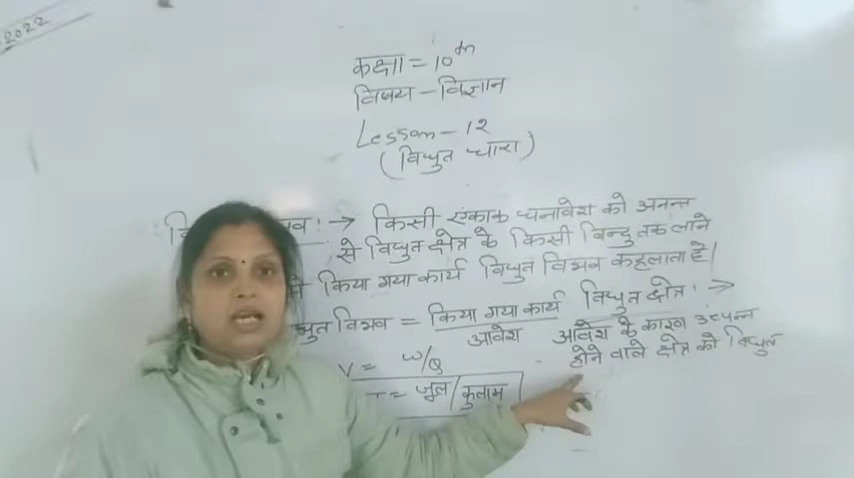 2022
कक्षा = 10th
विषय - विज्ञान
Lesson - 12
(विधुत धारा)
: → किसी एकांक धनावेश को अनन्त
से विधुत क्षेत्र के किसी विन्दु तक लाने
मे किया गया कार्य विधुत विभव कहलाता है।
विभव = किया गया कार्य
आवेश
V = W/Q
= जूल/कुलाम
विधुत क्षेत्र : →
आवेश के कारण उत्पन्न
होने वाले क्षेत्र को विधुत